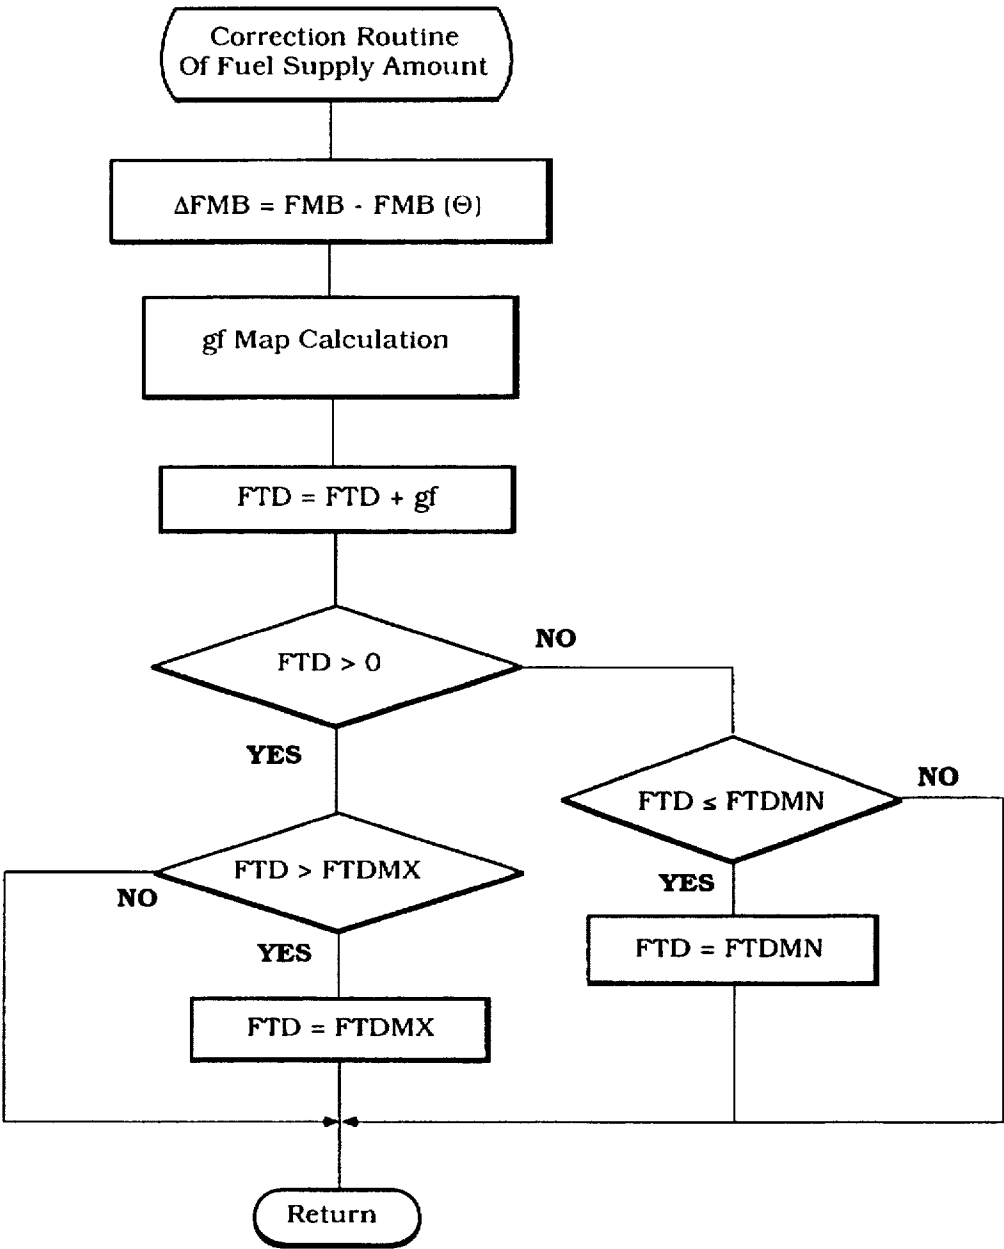 Correction Routine
Of Fuel Supply Amount
ΔFMB = FMB - FMB (Θ)
gf Map Calculation
FTD = FTD + gf
FTD > 0
NO
YES
FTD ≤ FTDMN
NO
FTD > FTDMX
NO
YES
YES
FTD = FTDMN
FTD = FTDMX
Return